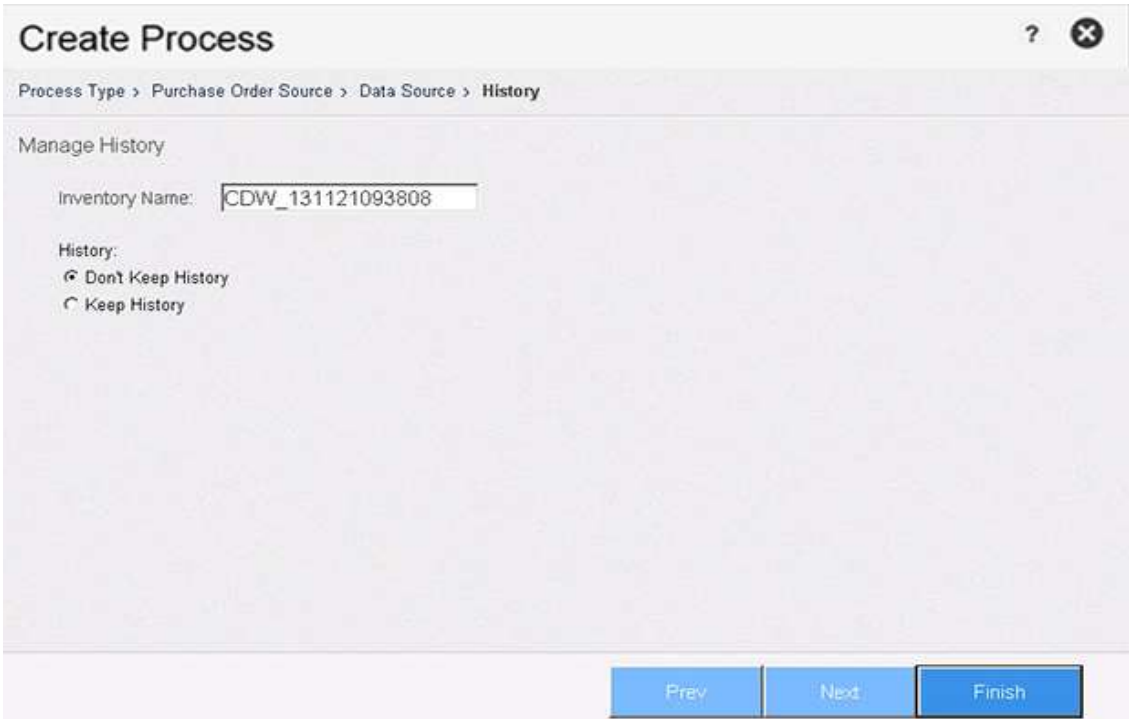 Create Process
?
Process Type > Purchase Order Source > Data Source > History
Manage History
Inventory Name: CDW_131121093808
History:
Don't Keep History
Keep History
Prev Next Finish